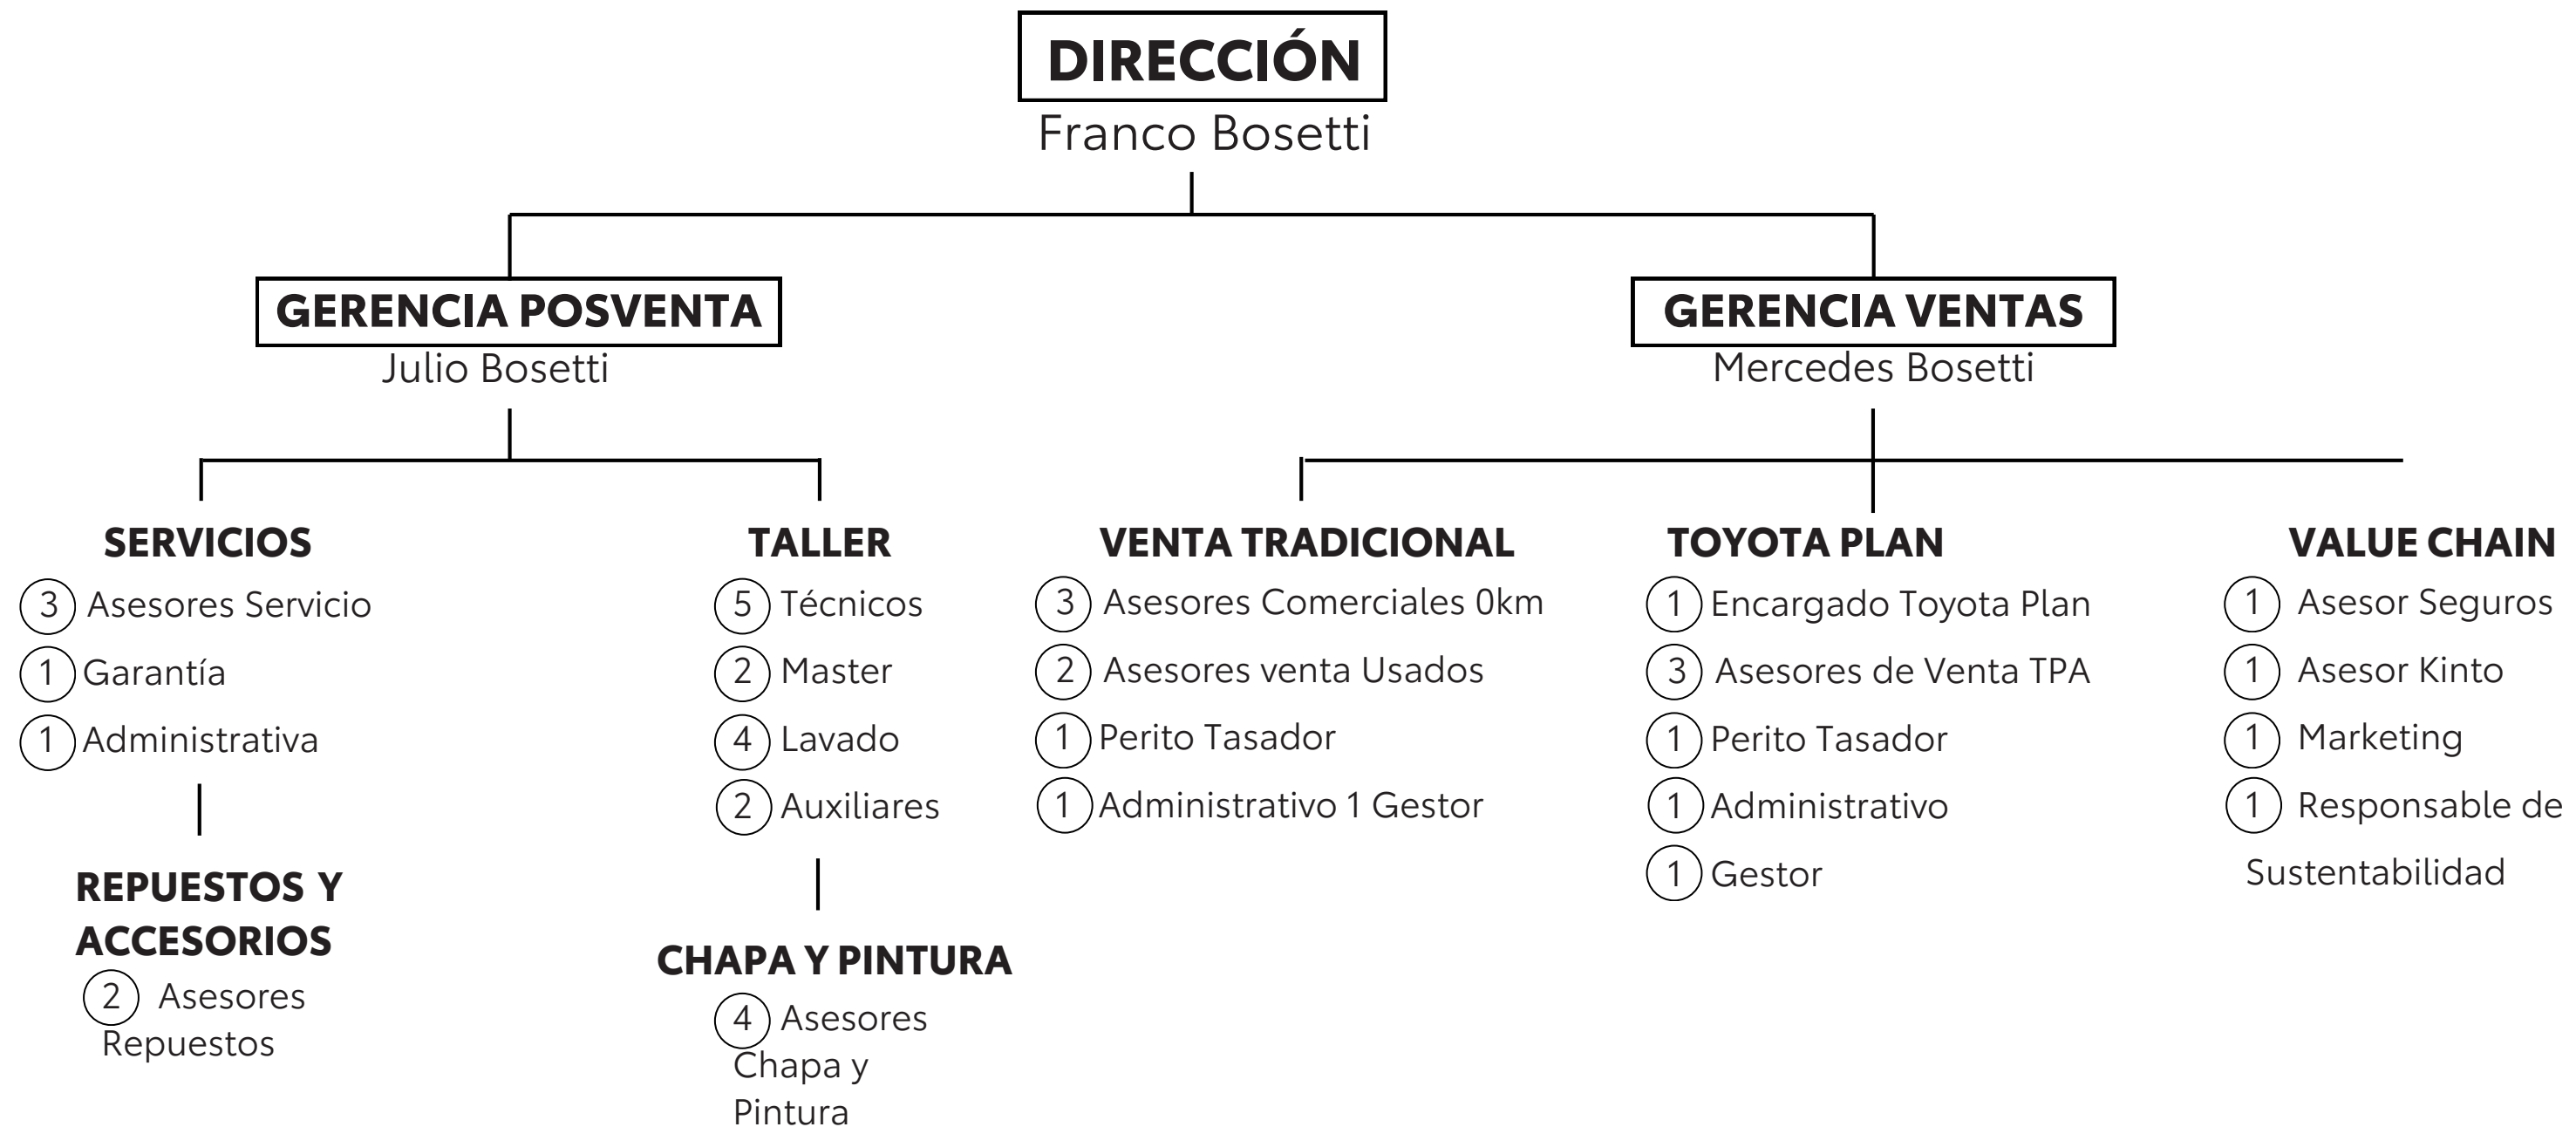 DIRECCIÓN
Franco Bosetti
GERENCIA POSVENTA
Julio Bosetti
GERENCIA VENTAS
Mercedes Bosetti
SERVICIOS
3 Asesores Servicio
1 Garantía
1 Administrativa
REPUESTOS Y
ACCESORIOS
2 Asesores
Repuestos
TALLER
5 Técnicos
2 Master
4 Lavado
2 Auxiliares
CHAPA Y PINTURA
4 Asesores
Chapa y
Pintura
VENTA TRADICIONAL
3 Asesores Comerciales 0km
2 Asesores venta Usados
1 Perito Tasador
1 Administrativo 1 Gestor
TOYOTA PLAN
1 Encargado Toyota Plan
3 Asesores de Venta TPA
1 Perito Tasador
1 Administrativo
1 Gestor
VALUE CHAIN
1 Asesor Seguros
1 Asesor Kinto
1 Marketing
1 Responsable de
Sustentabilidad